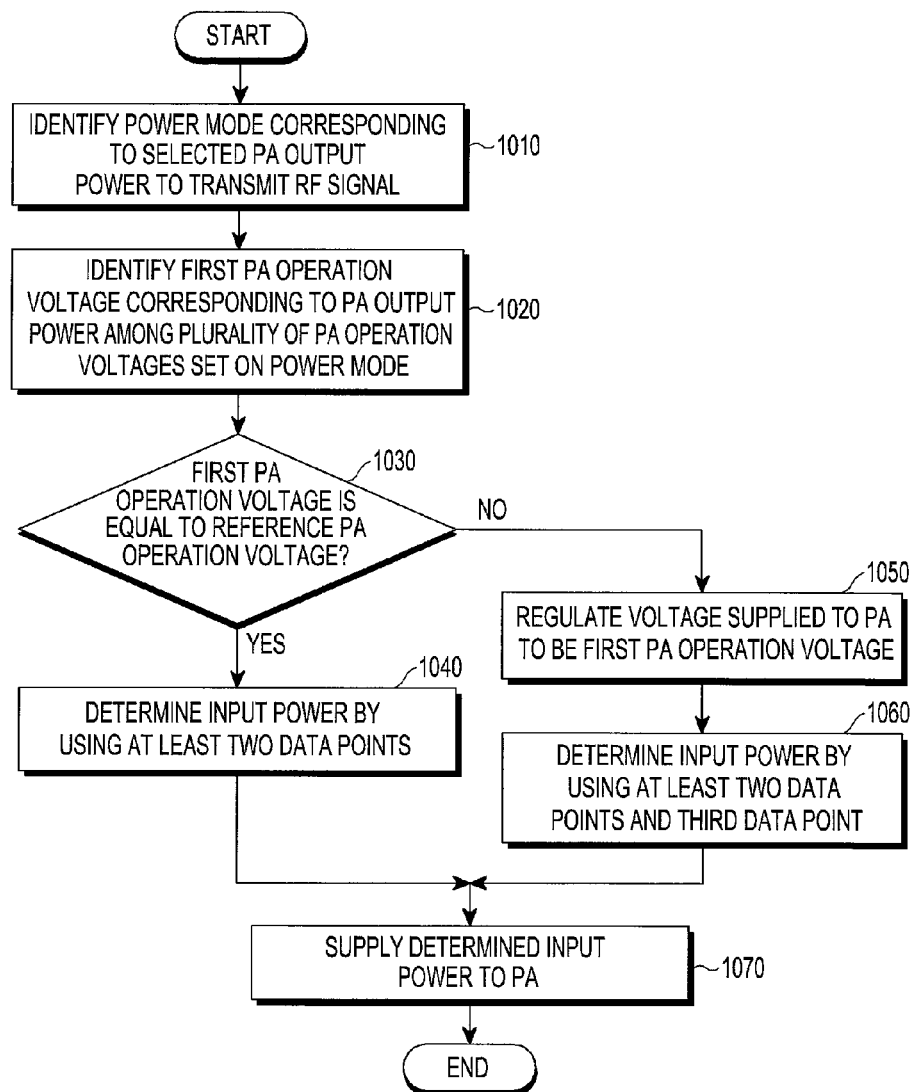 START
IDENTIFY POWER MODE CORRESPONDING
TO SELECTED PA OUTPUT
POWER TO TRANSMIT RF SIGNAL
1010
IDENTIFY FIRST PA OPERATION
VOLTAGE CORRESPONDING TO PA OUTPUT
POWER AMONG PLURALITY OF PA OPERATION
VOLTAGES SET ON POWER MODE
1020
FIRST PA
OPERATION VOLTAGE IS
EQUAL TO REFERENCE PA
OPERATION VOLTAGE?
1030
NO
YES
1050
REGULATE VOLTAGE SUPPLIED TO PA
TO BE FIRST PA OPERATION VOLTAGE
1040
DETERMINE INPUT POWER BY
USING AT LEAST TWO DATA POINTS
1060
DETERMINE INPUT POWER BY
USING AT LEAST TWO DATA
POINTS AND THIRD DATA POINT
SUPPLY DETERMINED INPUT
POWER TO PA
1070
END